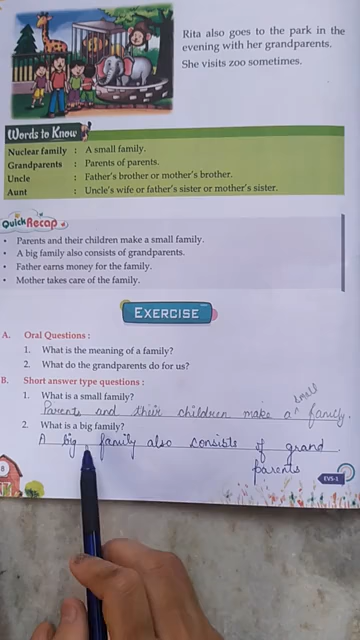 Rita also goes to the park in the
evening with her grandparents.
She visits zoo sometimes.
Words to Know
Nuclear family : A small family.
Grandparents : Parents of parents.
Uncle : Father's brother or mother's brother.
Aunt : Uncle's wife or father's sister or mother's sister.
Quick Recap
• Parents and their children make a small family.
• A big family also consists of grandparents.
• Father earns money for the family.
• Mother takes care of the family.
EXERCISE
A. Oral Questions :
1. What is the meaning of a family?
2. What do the grandparents do for us?
B. Short answer type questions :
1. What is a small family?
small
Parents and their children make a ^ family.
2. What is a big family?
A big family also consists of grand
parents
8
EVS-1